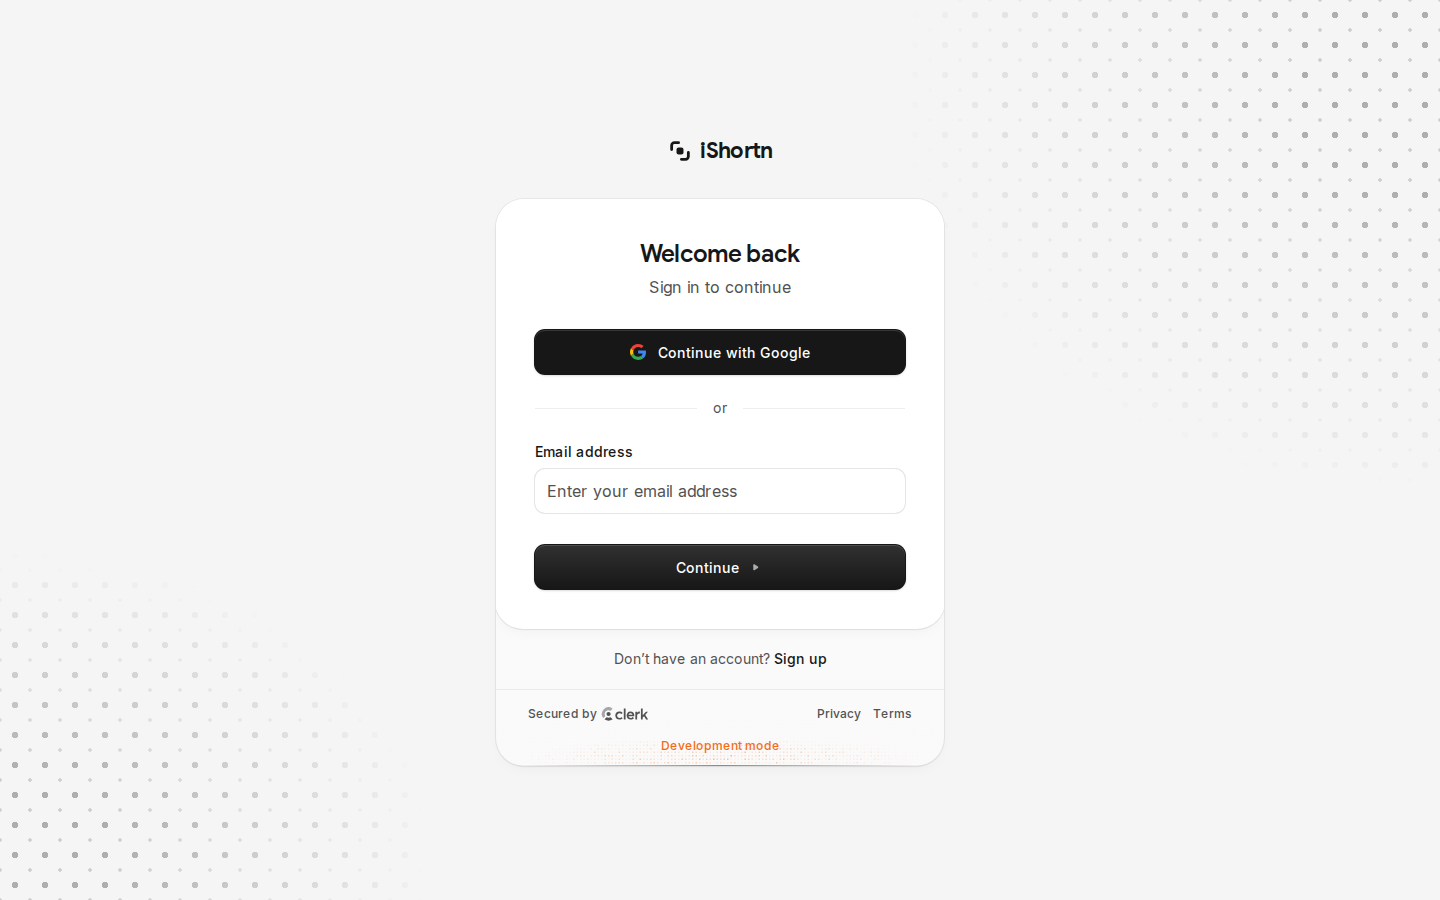 iShortn
Welcome back
Sign in to continue
Continue with Google
or
Email address
Enter your email address
Continue
Don't have an account? Sign up
Secured by clerk
Privacy Terms
Development mode